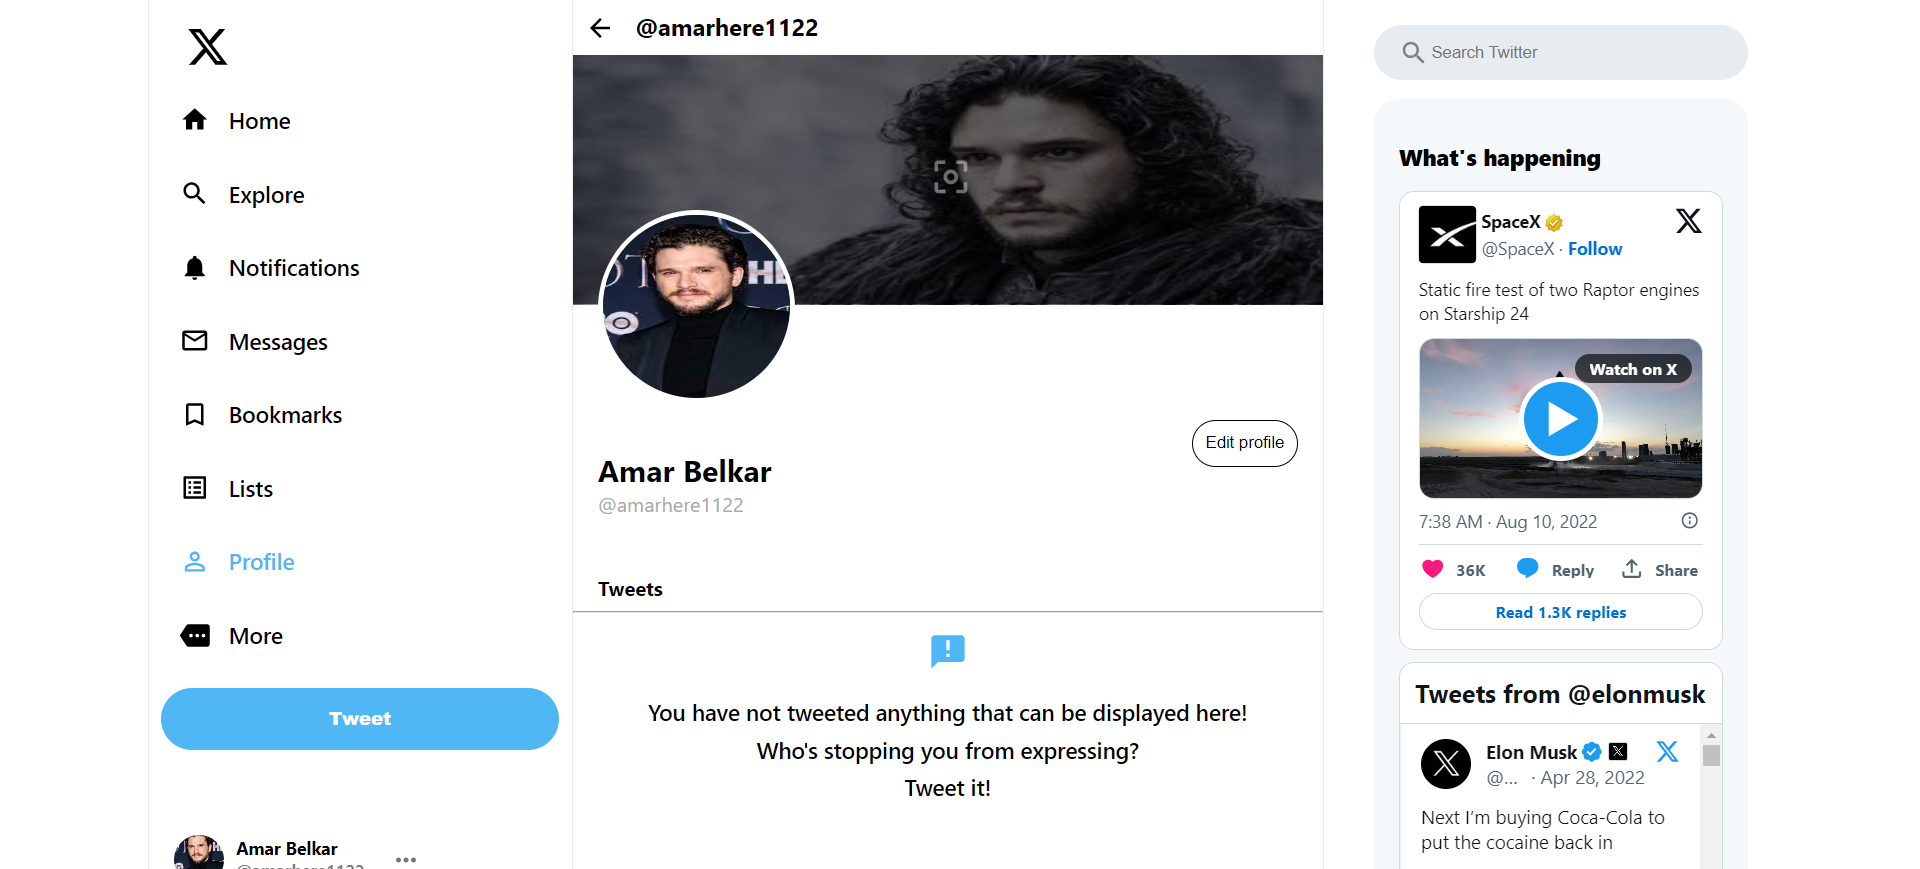 Home
Explore
Notifications
Messages
Bookmarks
Lists
Profile
More
Tweet
Amar Belkar
@amarhere1122
@amarhere1122
Edit profile
Amar Belkar
@amarhere1122
Tweets
You have not tweeted anything that can be displayed here!
Who's stopping you from expressing?
Tweet it!
Search Twitter
What's happening
SpaceX
@SpaceX · Follow
Static fire test of two Raptor engines
on Starship 24
Watch on X
7:38 AM · Aug 10, 2022
36K Reply Share
Read 1.3K replies
Tweets from @elonmusk
Elon Musk
@... · Apr 28, 2022
Next I’m buying Coca-Cola to
put the cocaine back in